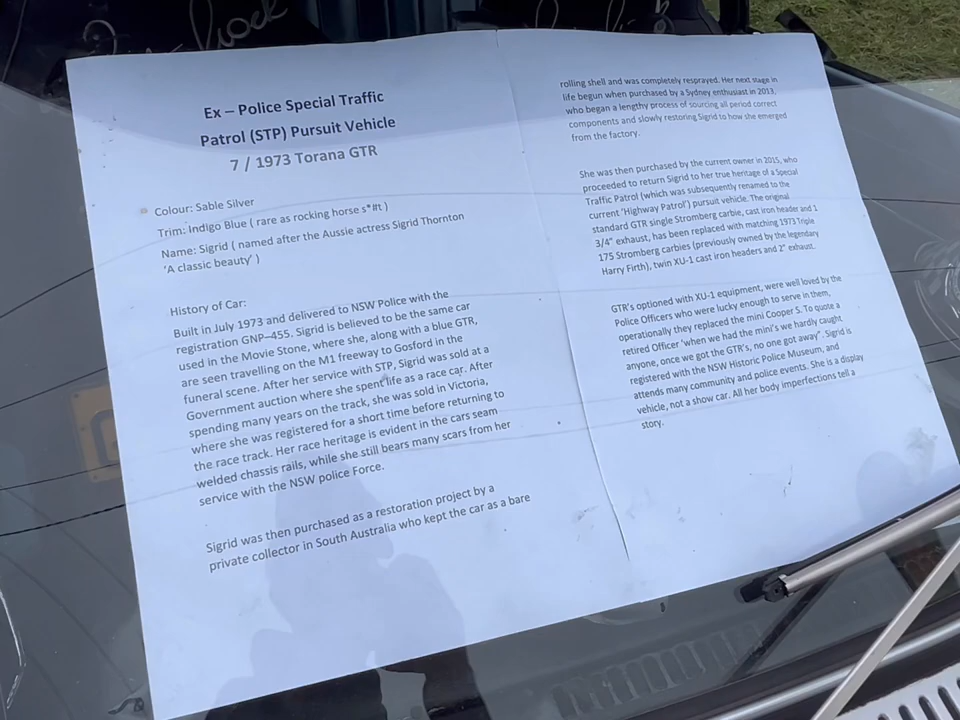 Ex – Police Special Traffic
Patrol (STP) Pursuit Vehicle
7 / 1973 Torana GTR
Colour: Sable Silver
Trim: Indigo Blue ( rare as rocking horse s*#t )
Name: Sigrid ( named after the Aussie actress Sigrid Thornton
'A classic beauty' )
History of Car:
Built in July 1973 and delivered to NSW Police with the
registration GNP–455. Sigrid is believed to be the same car
used in the Movie Stone, where she, along with a blue GTR,
are seen travelling on the M1 freeway to Gosford in the
funeral scene. After her service with STP, Sigrid was sold at a
Government auction where she spent life as a race car. After
spending many years on the track, she was sold in Victoria,
where she was registered for a short time before returning to
the race track. Her race heritage is evident in the cars seam
welded chassis rails, while she still bears many scars from her
service with the NSW police Force.
Sigrid was then purchased as a restoration project by a
private collector in South Australia who kept the car as a bare
rolling shell and was completely resprayed. Her next stage in
life begun when purchased by a Sydney enthusiast in 2013,
who began a lengthy process of sourcing all period correct
components and slowly restoring Sigrid to how she emerged
from the factory.
She was then purchased by the current owner in 2015, who
proceeded to return Sigrid to her true heritage of a Special
Traffic Patrol (which was subsequently renamed to the
current 'Highway Patrol') pursuit vehicle. The original
standard GTR single Stromberg carbie, cast iron header and 1
3/4" exhaust, has been replaced with matching 1973 Triple
175 Stromberg carbies (previously owned by the legendary
Harry Firth), twin XU-1 cast iron headers and 2" exhaust.
GTR's optioned with XU-1 equipment, were well loved by the
Police Officers who were lucky enough to serve in them,
operationally they replaced the mini Cooper S. To quote a
retired Officer 'when we had the mini's we hardly caught
anyone, once we got the GTR's, no one got away". Sigrid is
registered with the NSW Historic Police Museum, and
attends many community and police events. She is a display
vehicle, not a show car. All her body imperfections tell a
story.